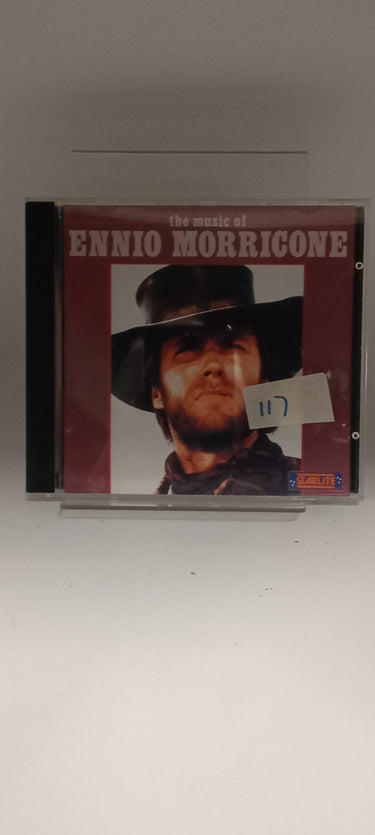 the music of
ENNIO MORRICONE
117
STARLITE